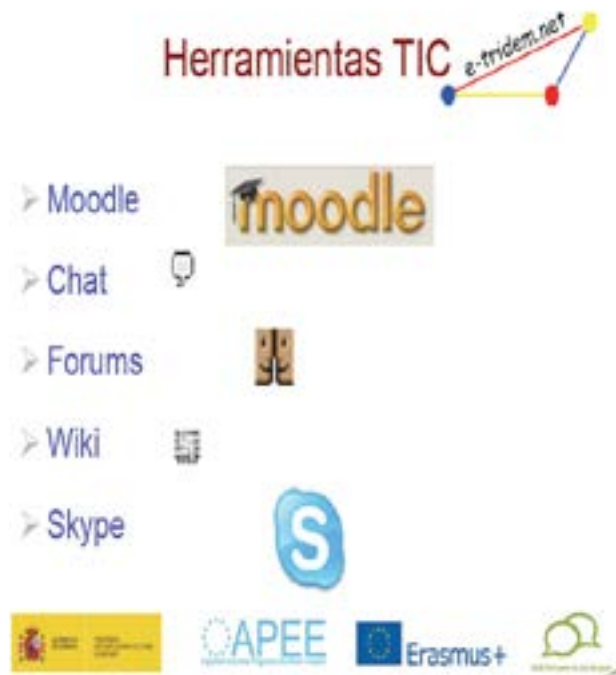 Herramientas TIC
e-tridem.net
Moodle
moodle
Chat
Forums
Wiki
Skype
S
APEE
Erasmus+